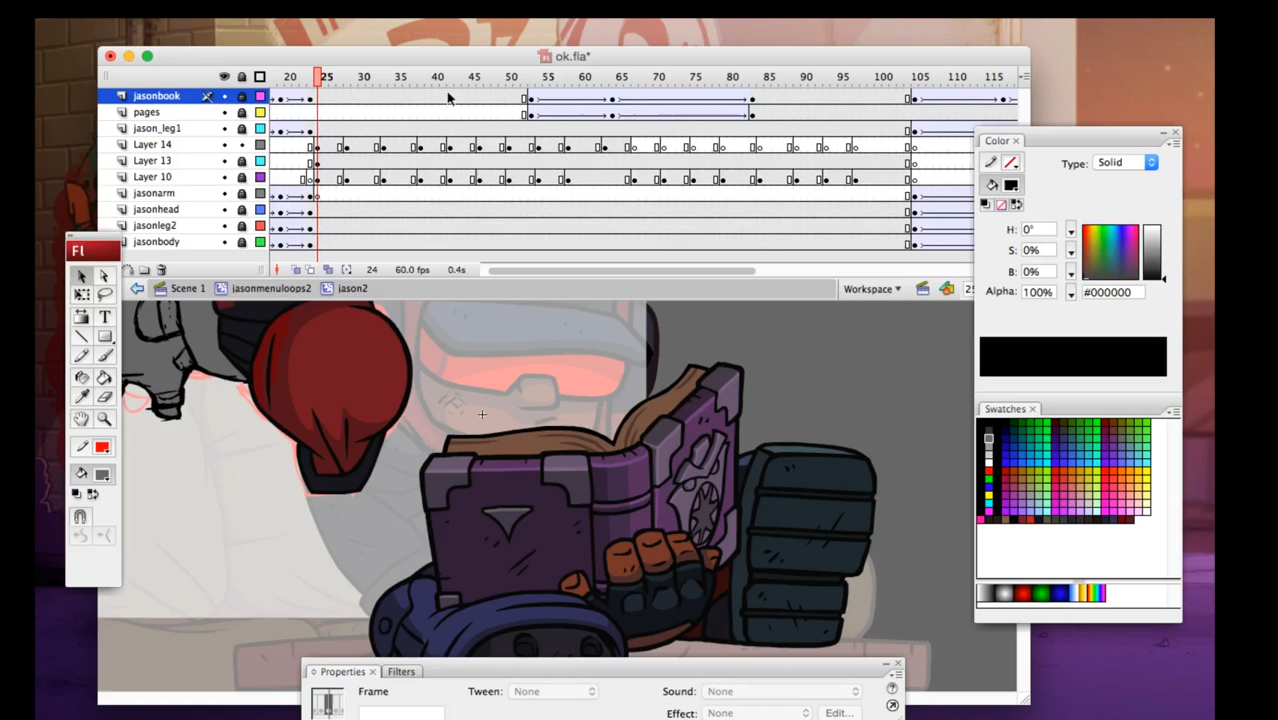 ok.fla*
20 25 30 35 40 45 50 55 60 65 70 75 80 85 90 95 100 105 110 115
jasonbook
pages
jason_leg1
Layer 14
Layer 13
Layer 10
jasonarm
jasonhead
jasonleg2
jasonbody
24 60.0 fps 0.4s
Scene 1 jasonmenuloops2 jason2 Workspace
Fl
T
Color
Type: Solid
H: 0°
S: 0%
B: 0%
Alpha: 100% #000000
Swatches
Properties Filters
Frame Tween: None Sound: None
Effect: None Edit...